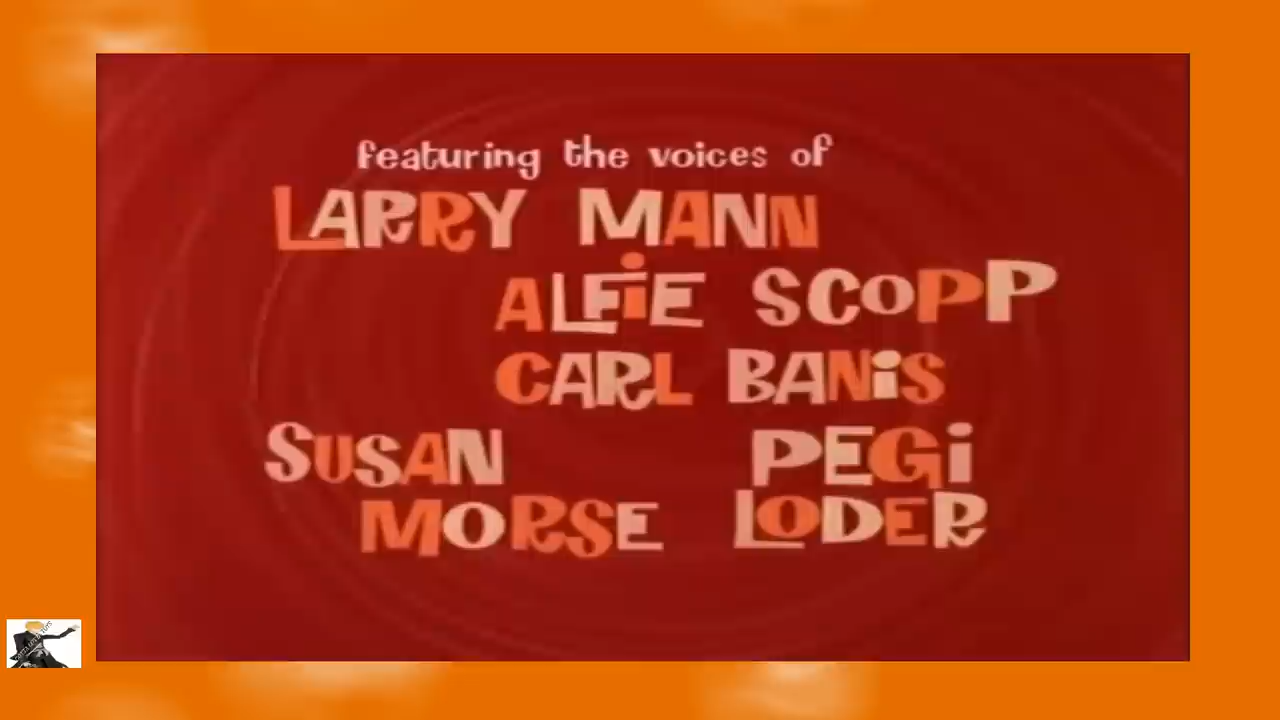 featuring the voices of
LARRY MANN
ALFiE SCOPP
CARL BANiS
SUSAN MORSE
PEGi LODER